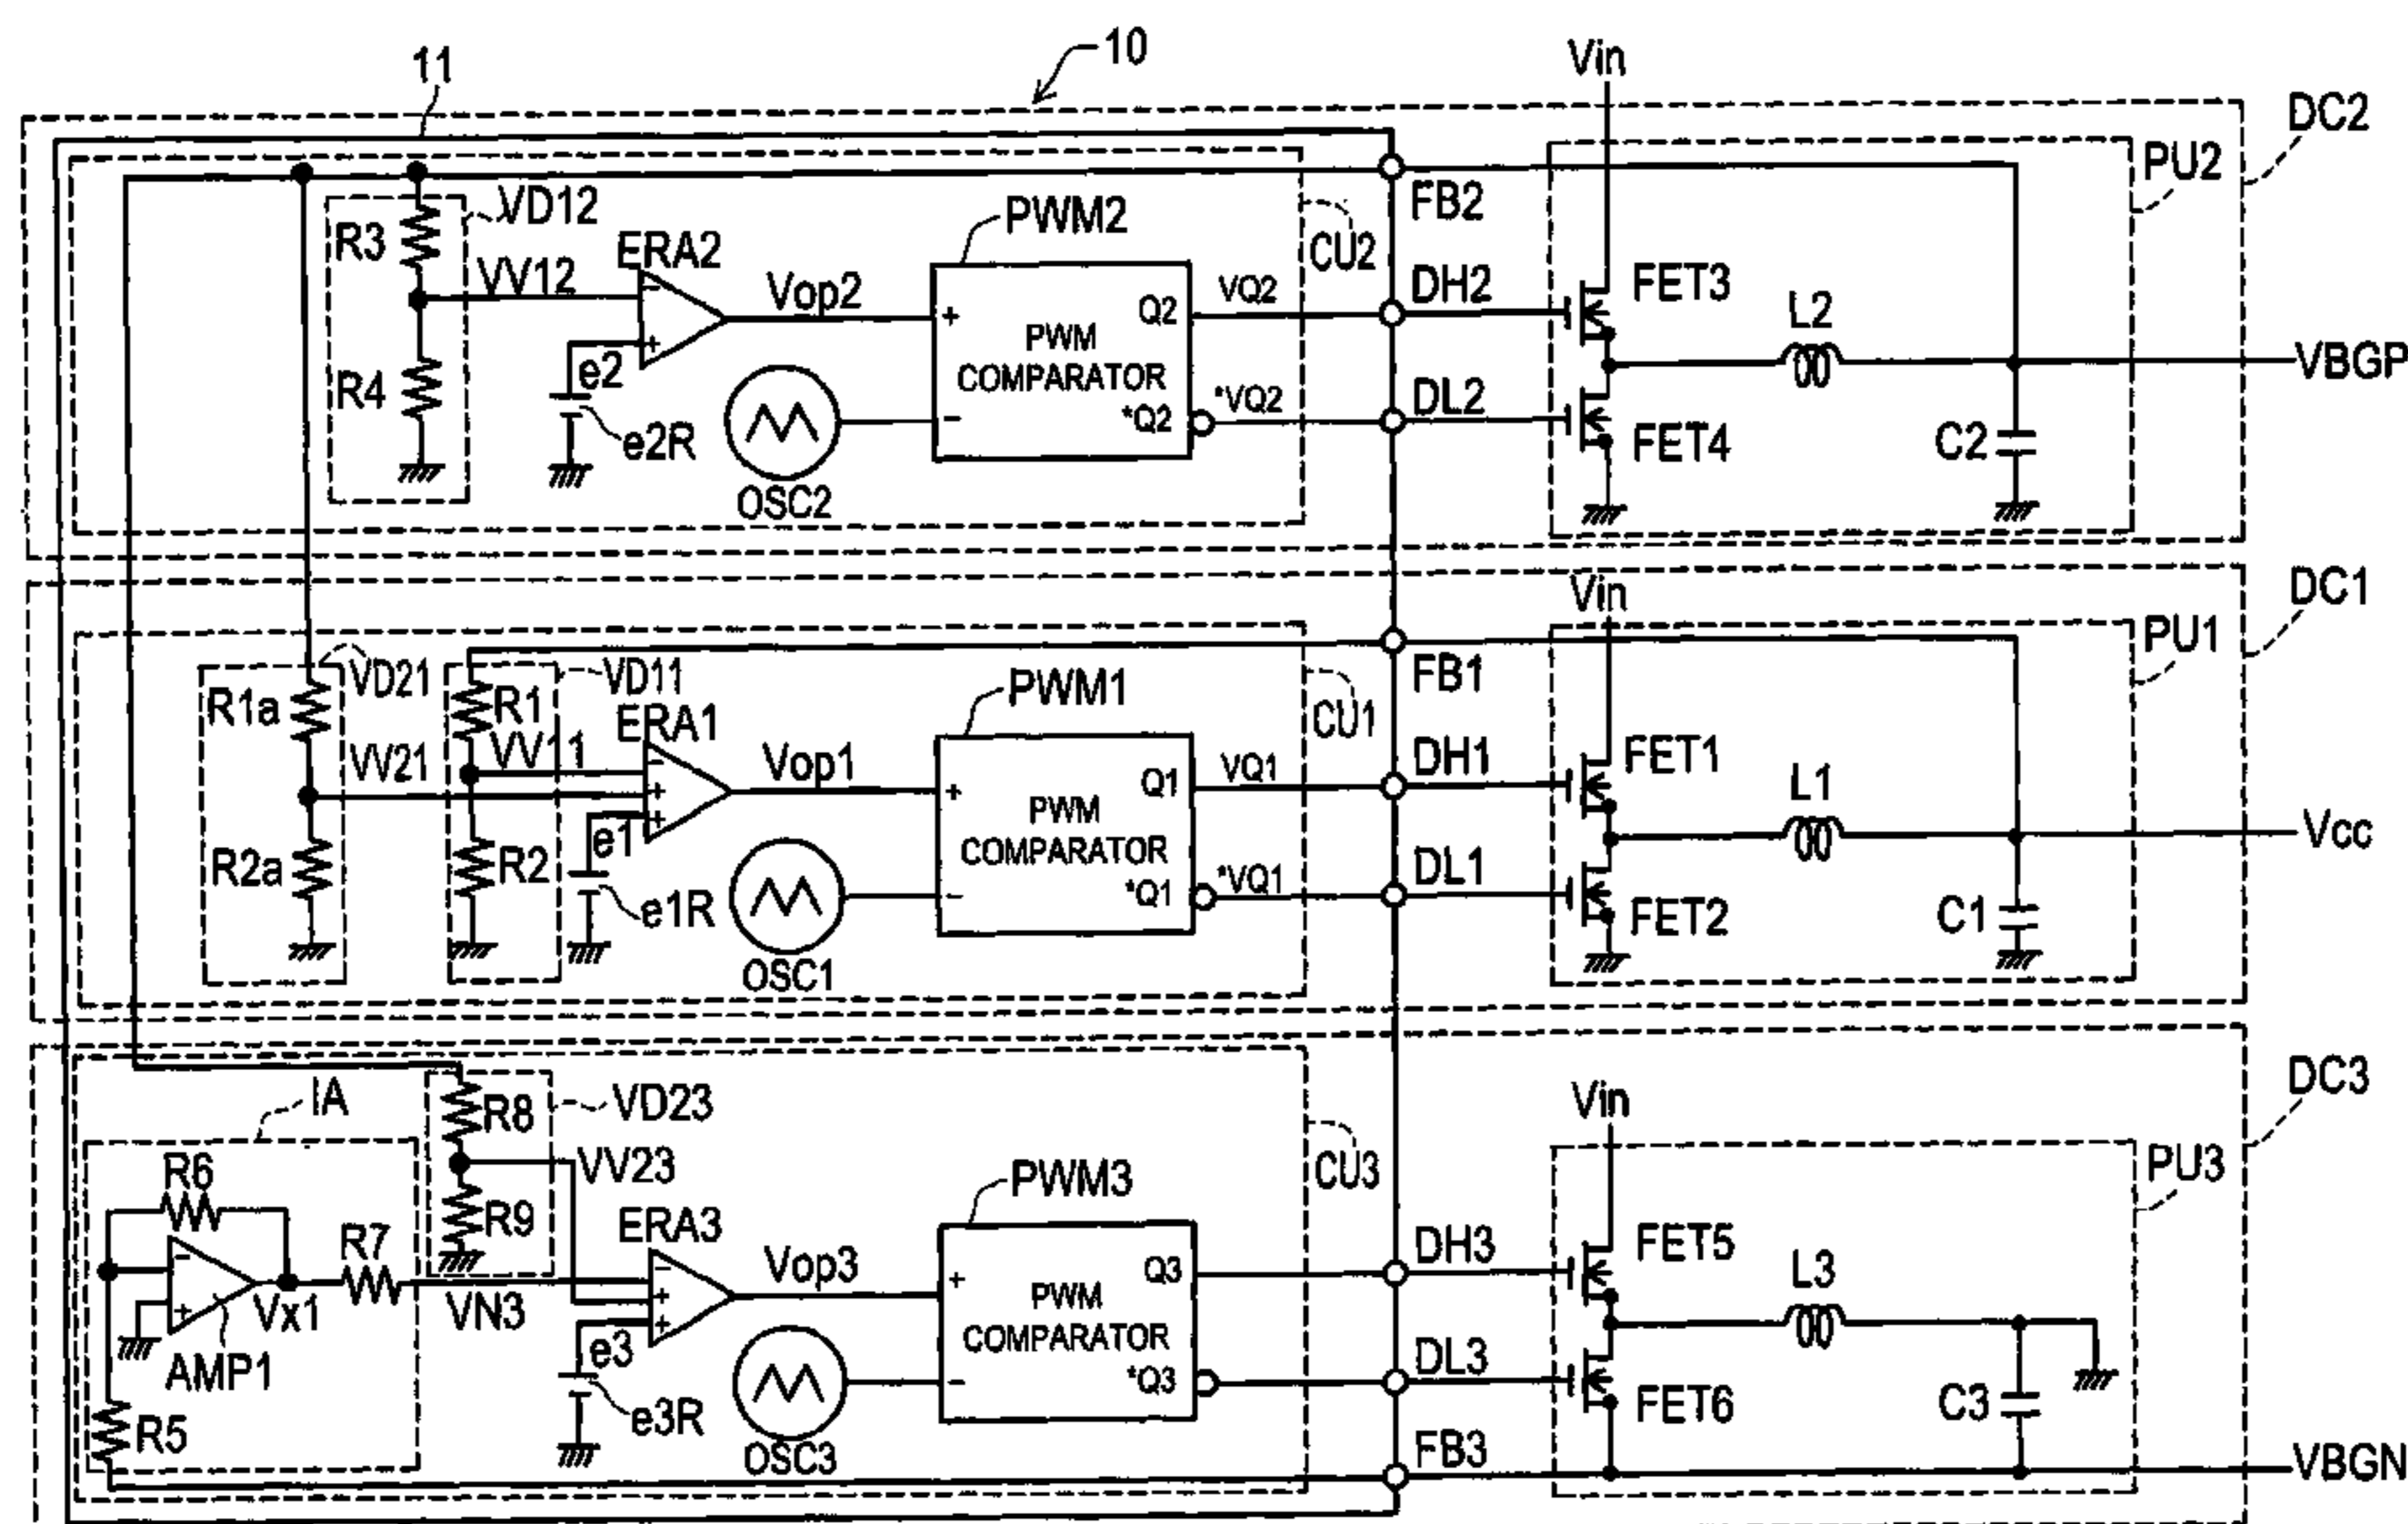 10
11
Vin
DC2
PU2
VD12
FB2
CU2
R3
VV12
ERA2
Vop2
PWM2
+
PWM
COMPARATOR
-
Q2
*Q2
VQ2
*VQ2
DH2
DL2
FET3
FET4
L2
C2
VBGP
R4
-
+
e2
e2R
OSC2
Vin
DC1
PU1
VD21
VD11
FB1
CU1
R1a
R1
ERA1
VV21
VV11
Vop1
PWM1
+
PWM
COMPARATOR
-
Q1
*Q1
VQ1
*VQ1
DH1
DL1
FET1
FET2
L1
C1
Vcc
R2a
R2
-
+
+
e1
e1R
OSC1
Vin
DC3
PU3
IA
R8
VD23
CU3
R6
VV23
R9
ERA3
R7
Vop3
PWM3
+
PWM
COMPARATOR
-
Q3
*Q3
DH3
DL3
FET5
FET6
L3
C3
-
+
Vx1
VN3
AMP1
-
+
+
e3
e3R
R5
OSC3
FB3
VBGN